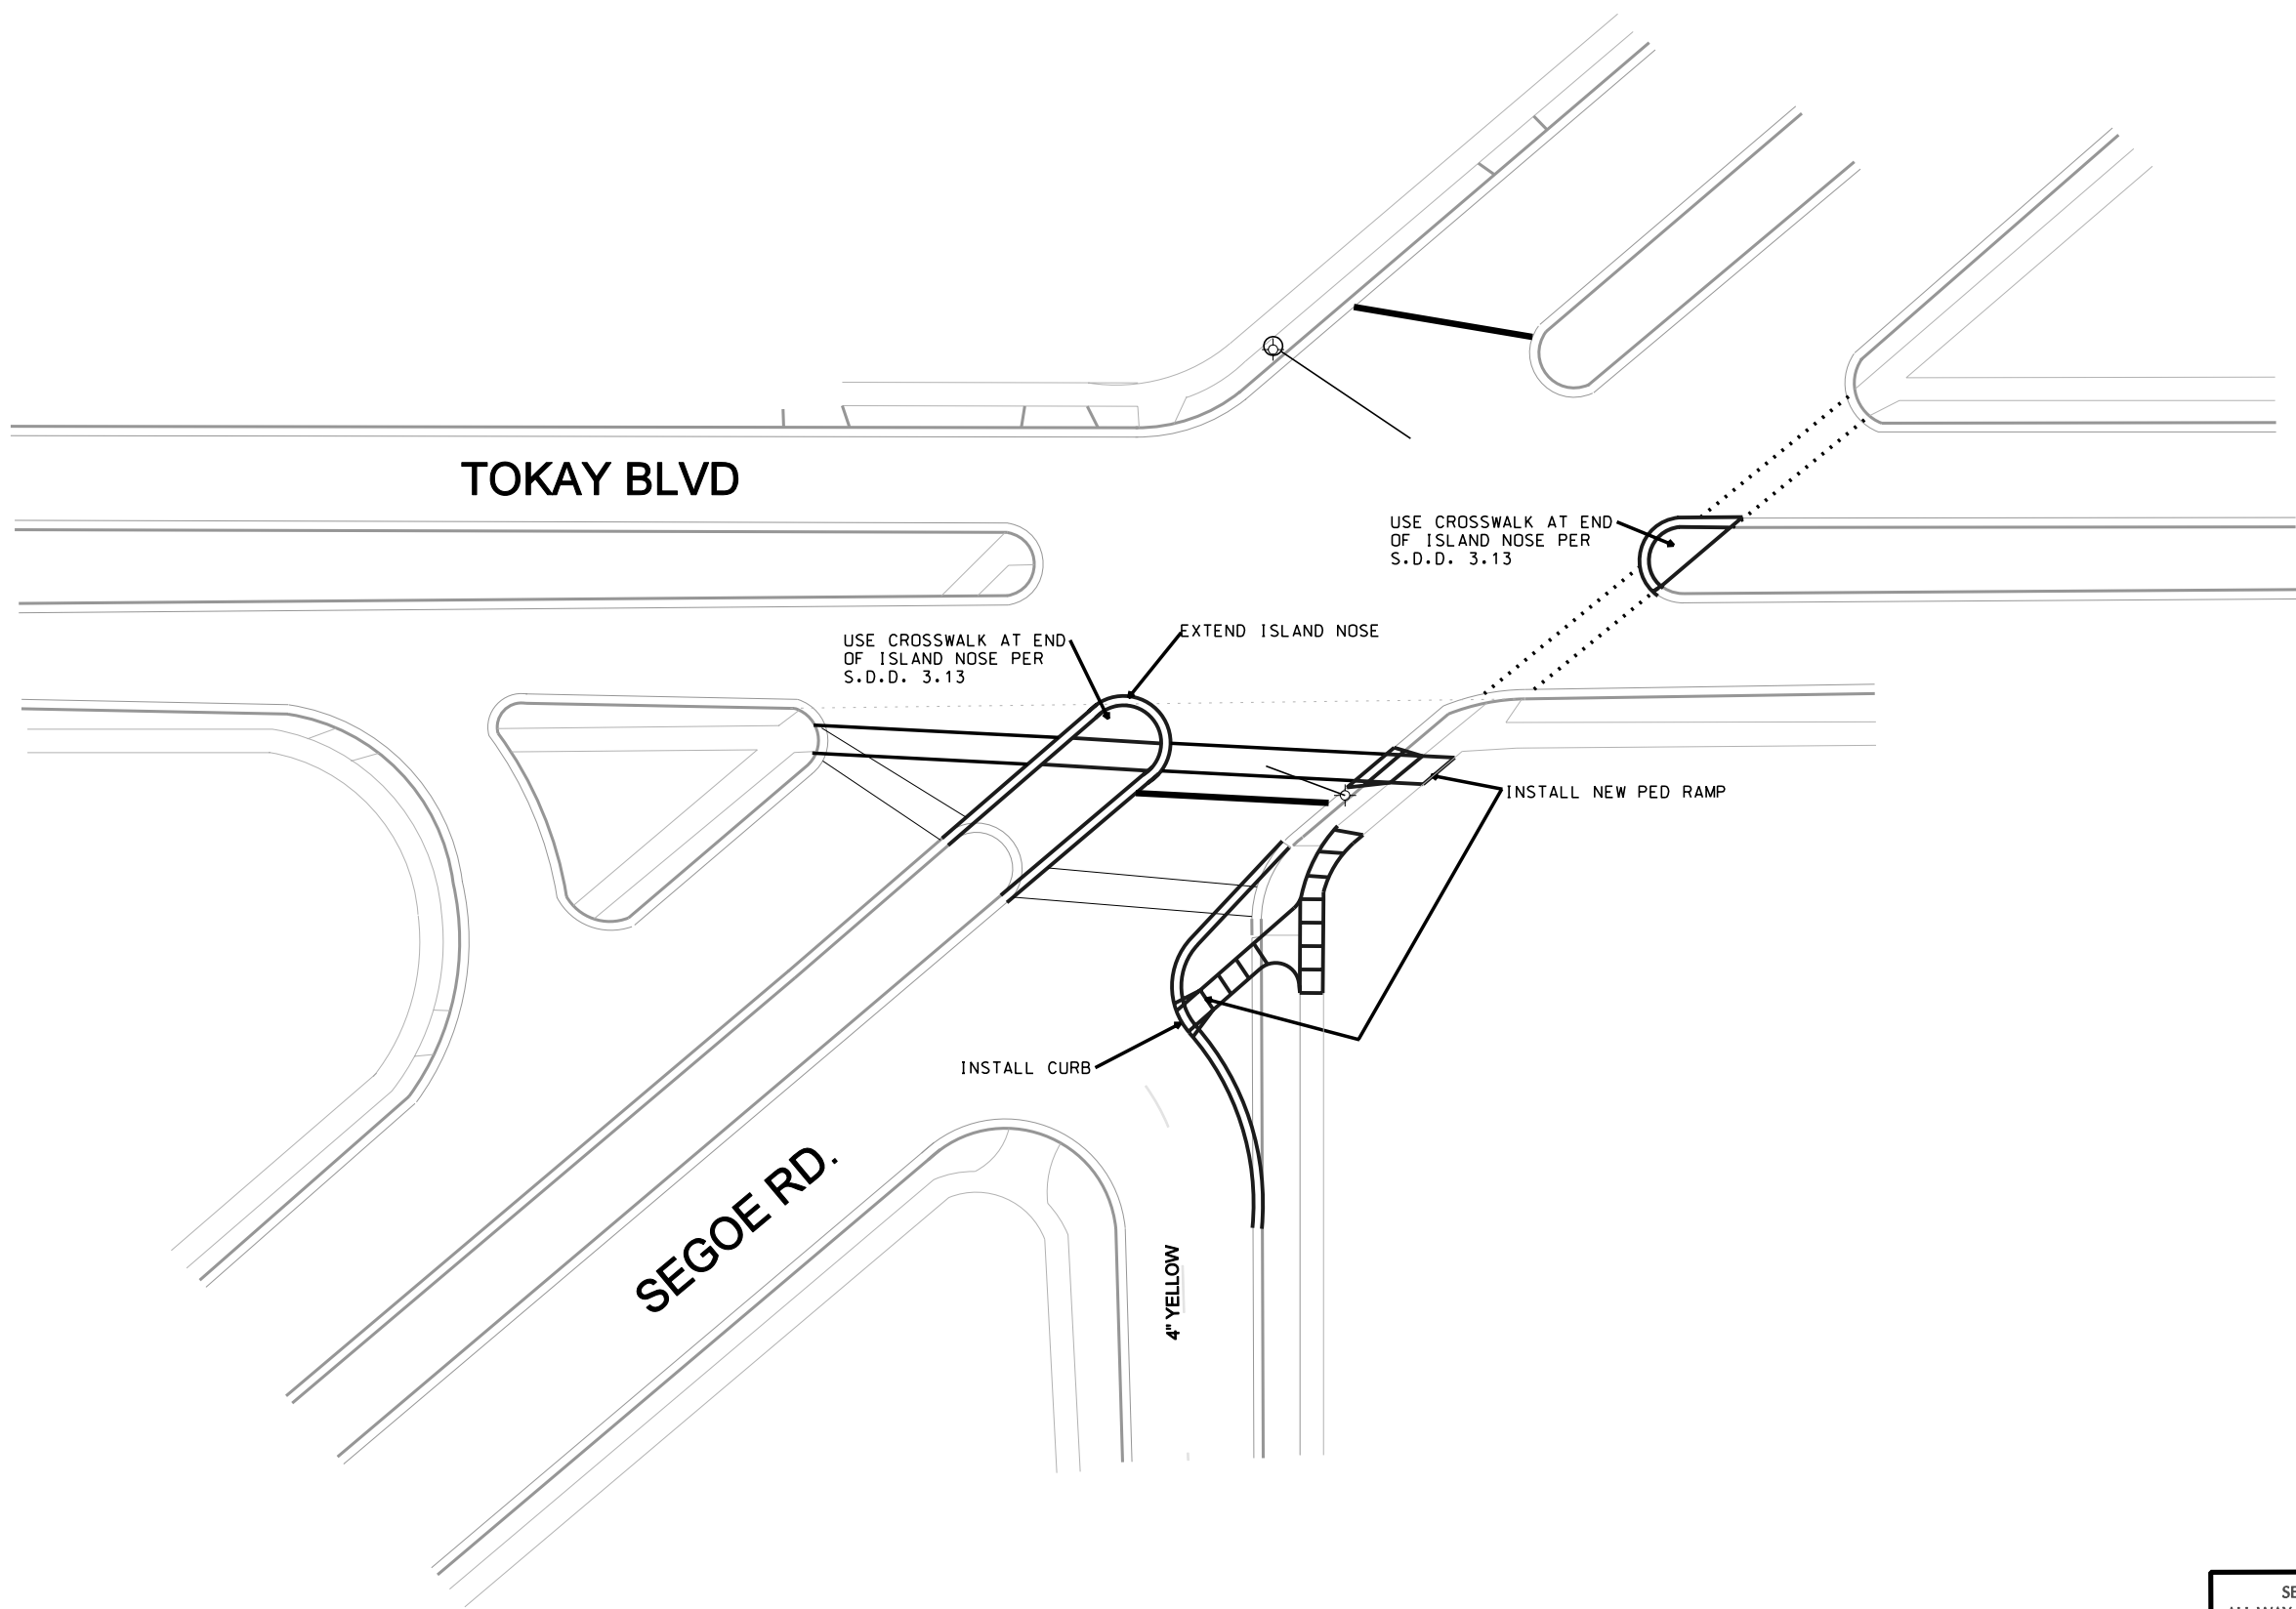 TOKAY BLVD
USE CROSSWALK AT END
OF ISLAND NOSE PER
S.D.D. 3.13
EXTEND ISLAND NOSE
USE CROSSWALK AT END
OF ISLAND NOSE PER
S.D.D. 3.13
INSTALL NEW PED RAMP
INSTALL CURB
SEGOE RD.
4" YELLOW